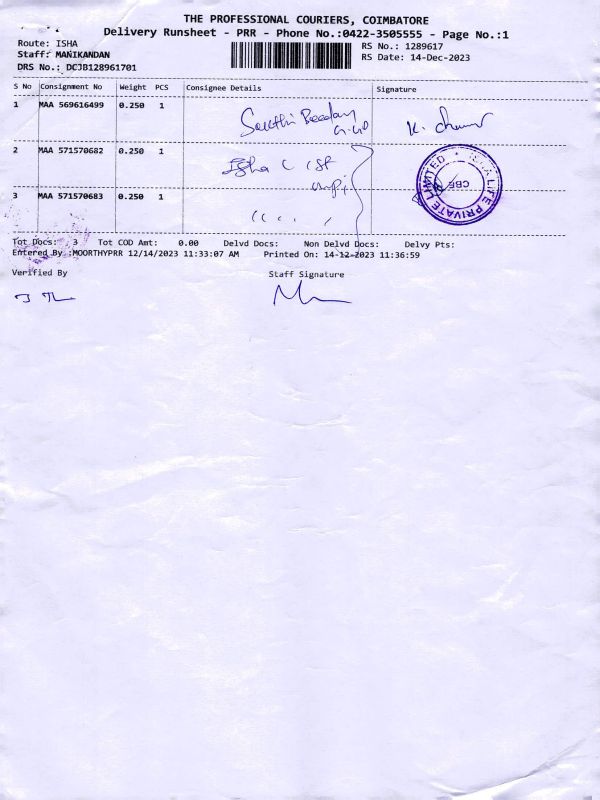 THE PROFESSIONAL COURIERS, COIMBATORE
Delivery Runsheet - PRR - Phone No.:0422-3505555 - Page No.:1
Route: ISHA
RS No.: 1289617
Staff: MANIKANDAN
RS Date: 14-Dec-2023
DRS No.: DCJB128961701
S No Consignment No Weight PCS Consignee Details Signature
1 MAA 569616499 0.250 1
2 MAA 571570682 0.250 1
Isha
3 MAA 571570683 0.250 1
LIFE PRIVATE LIMITED
CBE
Tot Docs: 3 Tot COD Amt: 0.00 Delvd Docs: Non Delvd Docs: Delvy Pts:
Entered By :MOORTHYPRR 12/14/2023 11:33:07 AM Printed On: 14-12-2023 11:36:59
Verified By Staff Signature